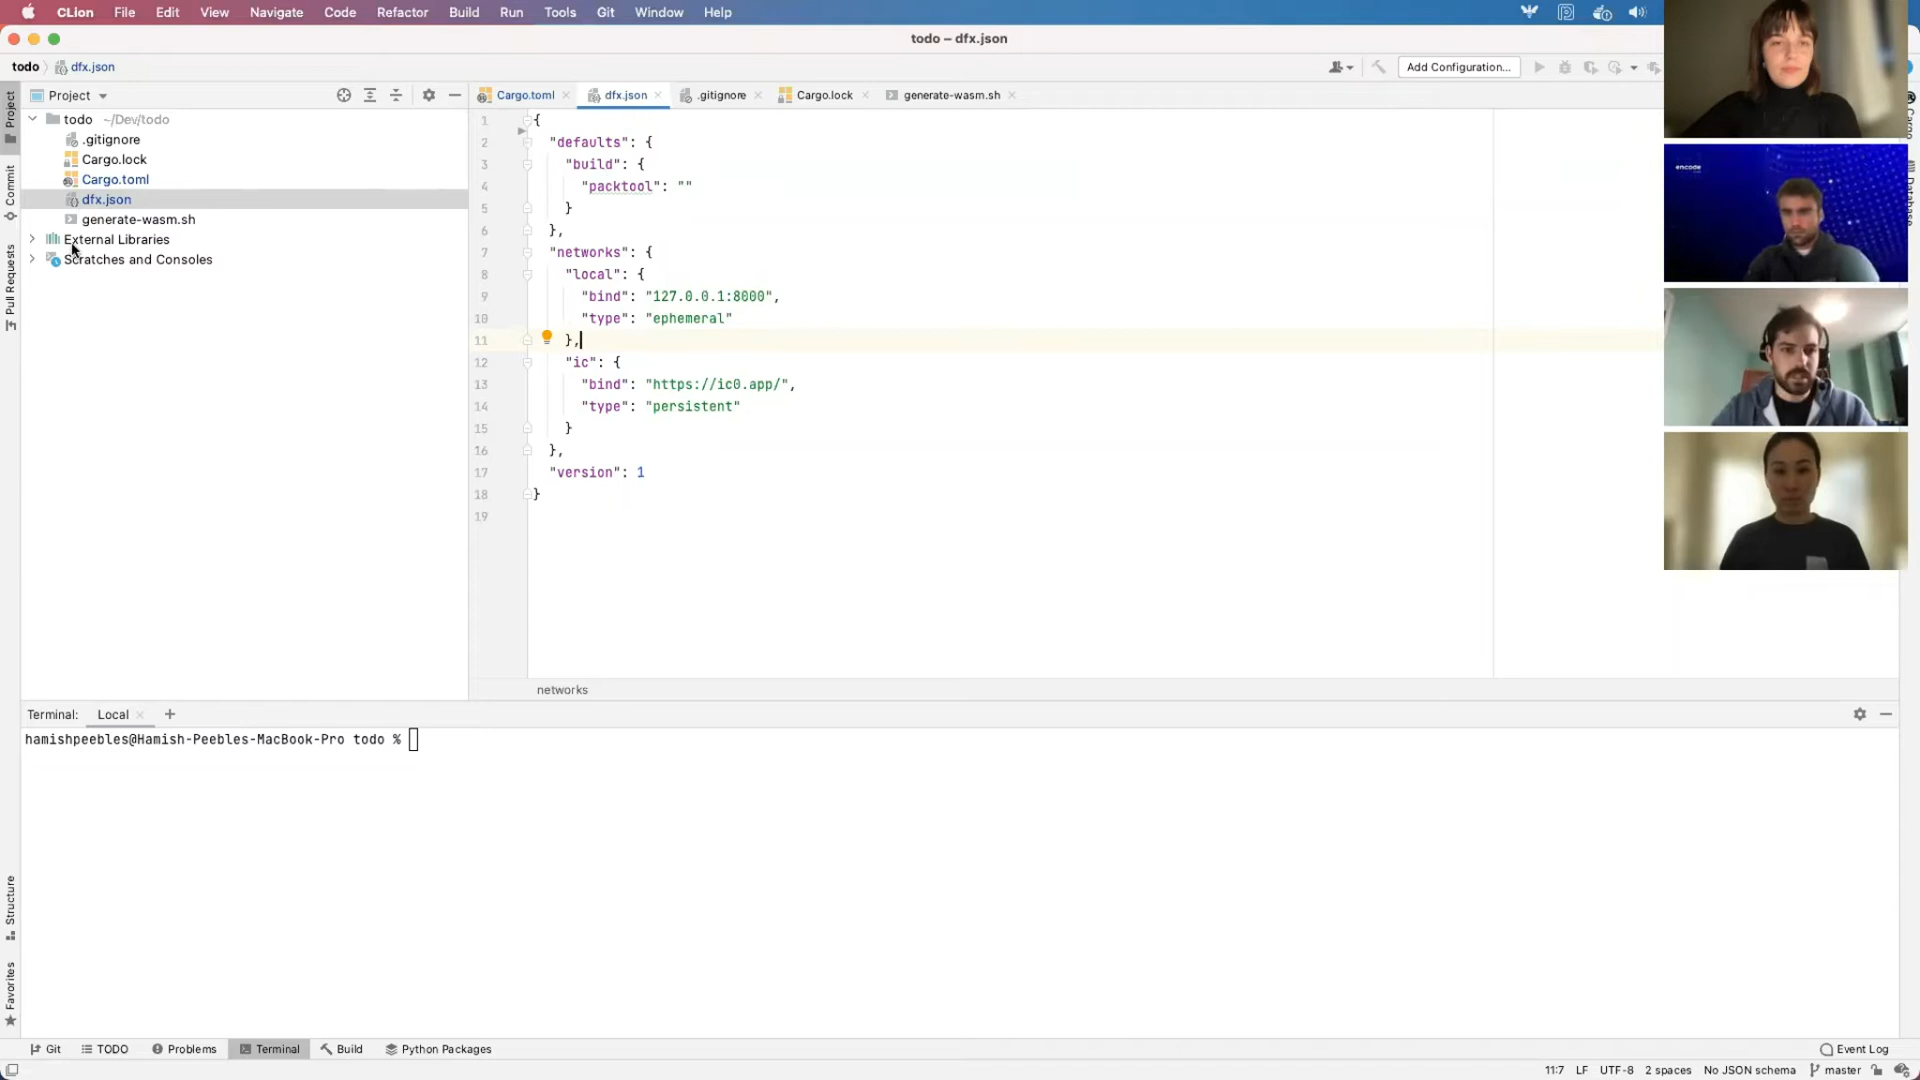 CLion File Edit View Navigate Code Refactor Build Run Tools Git Window Help
todo – dfx.json
todo dfx.json
Add Configuration...
Project
Cargo.toml dfx.json .gitignore Cargo.lock generate-wasm.sh
Project
Commit
Pull Requests
todo ~/Dev/todo
.gitignore
Cargo.lock
Cargo.toml
dfx.json
generate-wasm.sh
External Libraries
Scratches and Consoles
1 {
2 "defaults": {
3 "build": {
4 "packtool": ""
5 }
6 },
7 "networks": {
8 "local": {
9 "bind": "127.0.0.1:8000",
10 "type": "ephemeral"
11 },
12 "ic": {
13 "bind": "https://ic0.app/",
14 "type": "persistent"
15 }
16 },
17 "version": 1
18 }
19
networks
encode
Cargo
Database
Terminal: Local
hamishpeebles@Hamish-Peebles-MacBook-Pro todo %
Structure
Favorites
Git TODO Problems Terminal Build Python Packages
Event Log
11:7 LF UTF-8 2 spaces No JSON schema master